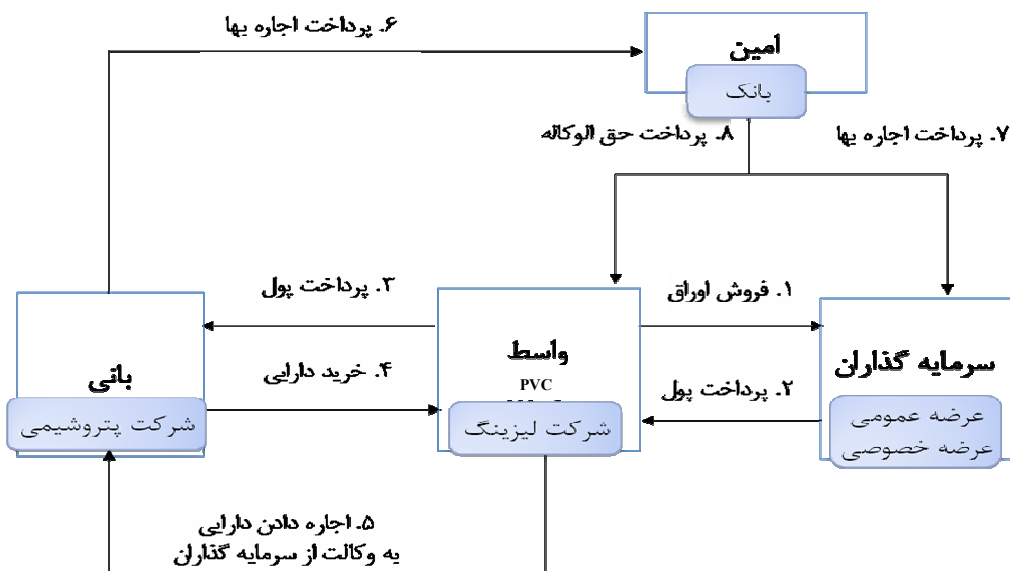 ۶. پرداخت اجاره بها
امین
بانک
۸. پرداخت حق الوکاله
۷. پرداخت اجاره بها
۳. پرداخت پول
۱. فروش اوراق
واسط
PVC
شرکت لیزینگ
سرمایه گذاران
عرضه عمومی
عرضه خصوصی
بانی
شرکت پتروشیمی
۴. خرید دارایی
۲. پرداخت پول
۵. اجاره دادن دارایی
به وکالت از سرمایه گذاران